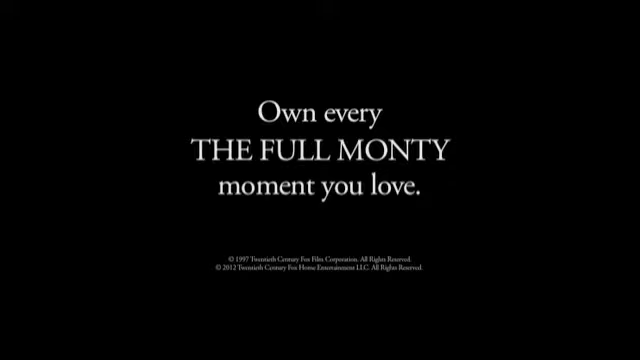 Own every
THE FULL MONTY
moment you love.
© 1997 Twentieth Century Fox Film Corporation. All Rights Reserved.
© 2012 Twentieth Century Fox Home Entertainment LLC. All Rights Reserved.